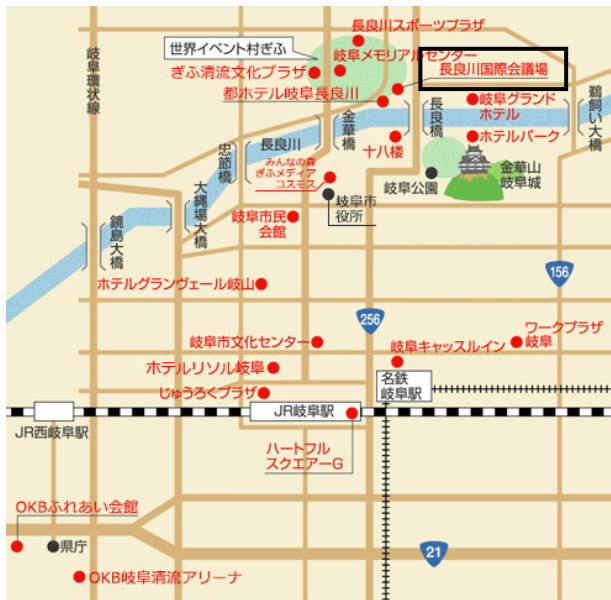 長良川スポーツプラザ
世界イベント村ぎふ
岐阜メモリアルセンター
ぎふ清流文化プラザ
長良川国際会議場
都ホテル岐阜長良川
岐阜グランド
ホテル
ホテルパーク
岐阜環状線
鵜飼い大橋
長良橋
金華橋
長良川
忠節橋
十八楼
みんなの森
ぎふメディア
コスモス
金華山
岐阜城
岐阜公園
大縄場大橋
岐阜市
役所
岐阜市民
会館
鏡島大橋
156
ホテルグランヴェール岐山
256
ワークプラザ
岐阜
岐阜市文化センター
岐阜キャッスルイン
ホテルリソル岐阜
名鉄
岐阜駅
じゅうろくプラザ
JR岐阜駅
JR西岐阜駅
ハートフル
スクエアーG
OKBふれあい会館
県庁
21
OKB岐阜清流アリーナ